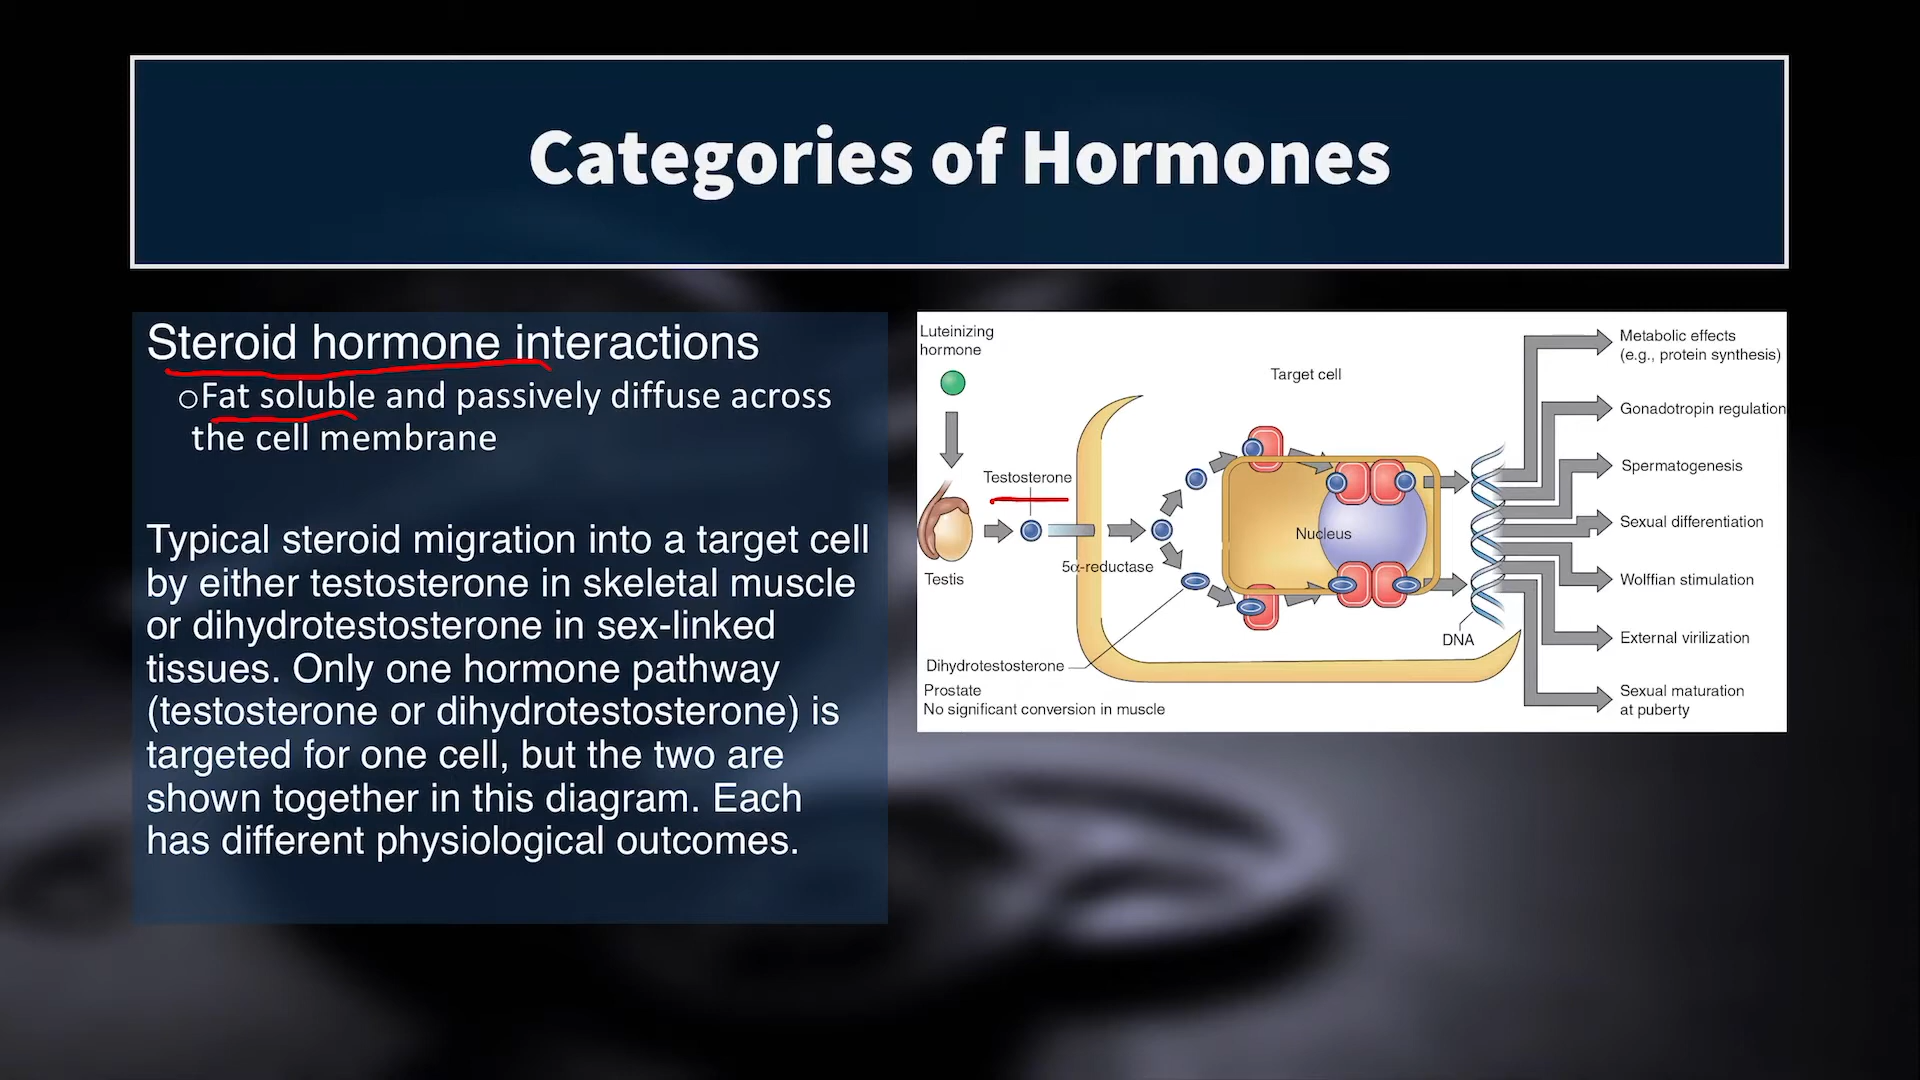 Categories of Hormones
Steroid hormone interactions
oFat soluble and passively diffuse across
the cell membrane
Typical steroid migration into a target cell
by either testosterone in skeletal muscle
or dihydrotestosterone in sex-linked
tissues. Only one hormone pathway
(testosterone or dihydrotestosterone) is
targeted for one cell, but the two are
shown together in this diagram. Each
has different physiological outcomes.
Luteinizing
hormone
Testosterone
Testis
5α-reductase
Target cell
Nucleus
DNA
Dihydrotestosterone
Prostate
No significant conversion in muscle
Metabolic effects
(e.g., protein synthesis)
Gonadotropin regulation
Spermatogenesis
Sexual differentiation
Wolffian stimulation
External virilization
Sexual maturation
at puberty